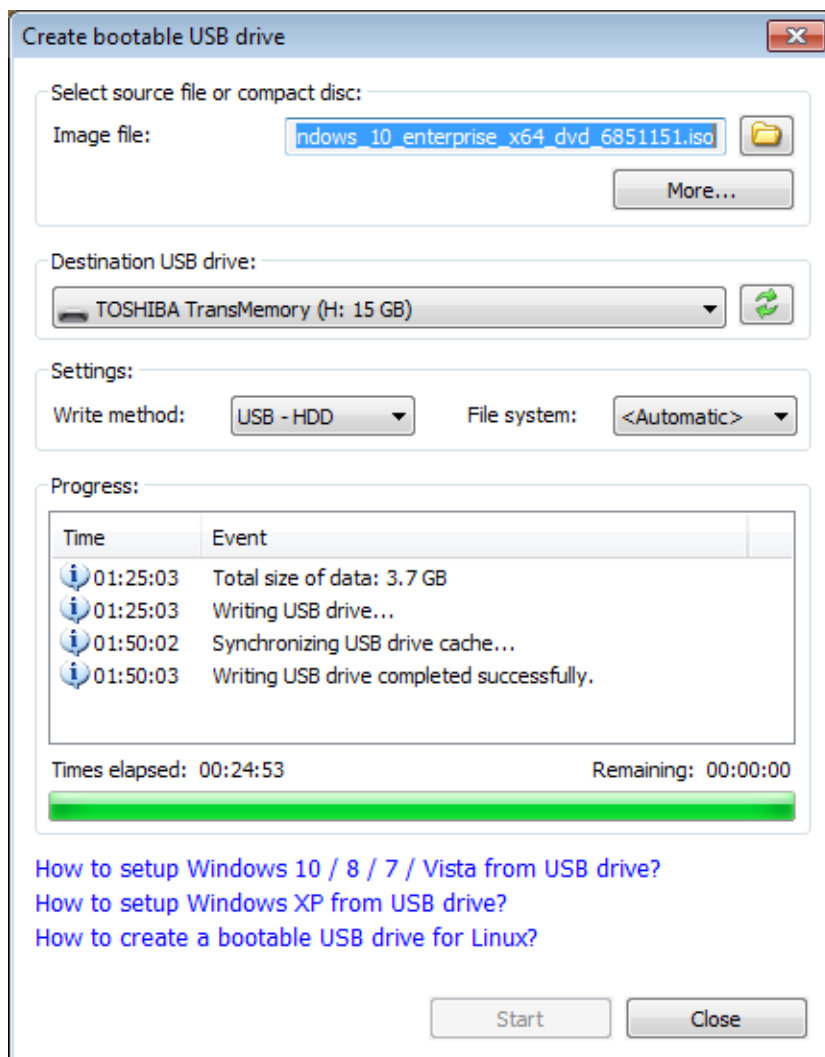 Create bootable USB drive
Select source file or compact disc:
Image file: ndows_10_enterprise_x64_dvd_6851151.iso
More...
Destination USB drive:
TOSHIBA TransMemory (H: 15 GB)
Settings:
Write method: USB - HDD File system: <Automatic>
Progress:
Time Event
01:25:03 Total size of data: 3.7 GB
01:25:03 Writing USB drive...
01:50:02 Synchronizing USB drive cache...
01:50:03 Writing USB drive completed successfully.
Times elapsed: 00:24:53 Remaining: 00:00:00
How to setup Windows 10 / 8 / 7 / Vista from USB drive?
How to setup Windows XP from USB drive?
How to create a bootable USB drive for Linux?
Start Close